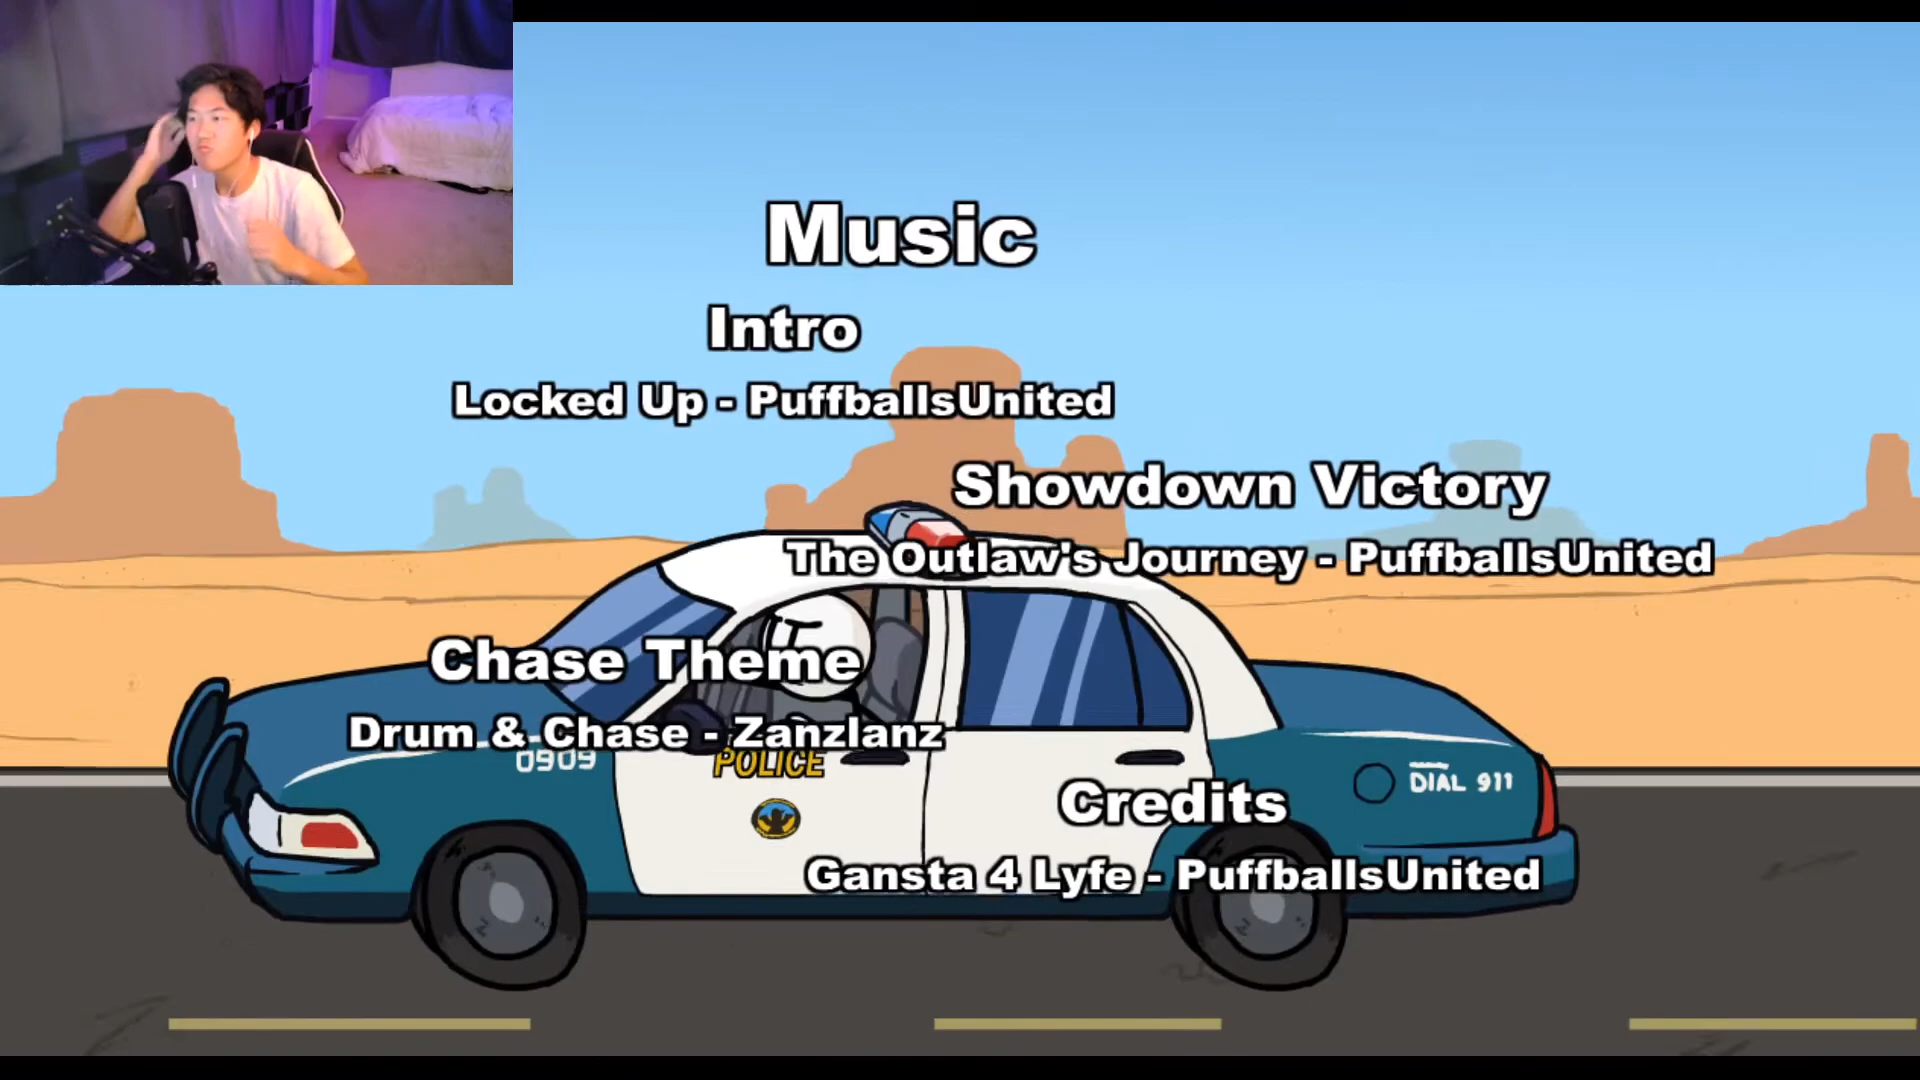 Music
Intro
Locked Up - PuffballsUnited
Showdown Victory
The Outlaw's Journey - PuffballsUnited
Chase Theme
Drum & Chase - Zanzlanz
0909
POLICE
DIAL 911
Credits
Gansta 4 Lyfe - PuffballsUnited